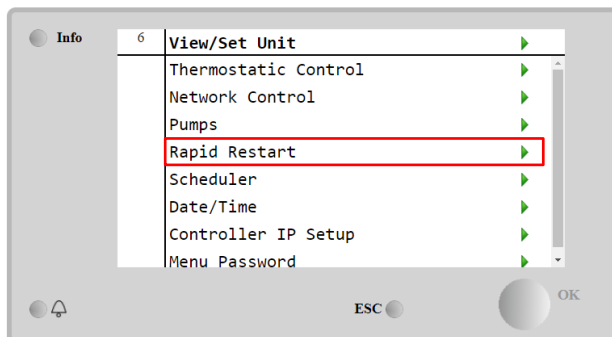 Info
6 View/Set Unit
Thermostatic Control
Network Control
Pumps
Rapid Restart
Scheduler
Date/Time
Controller IP Setup
Menu Password
ESC
OK